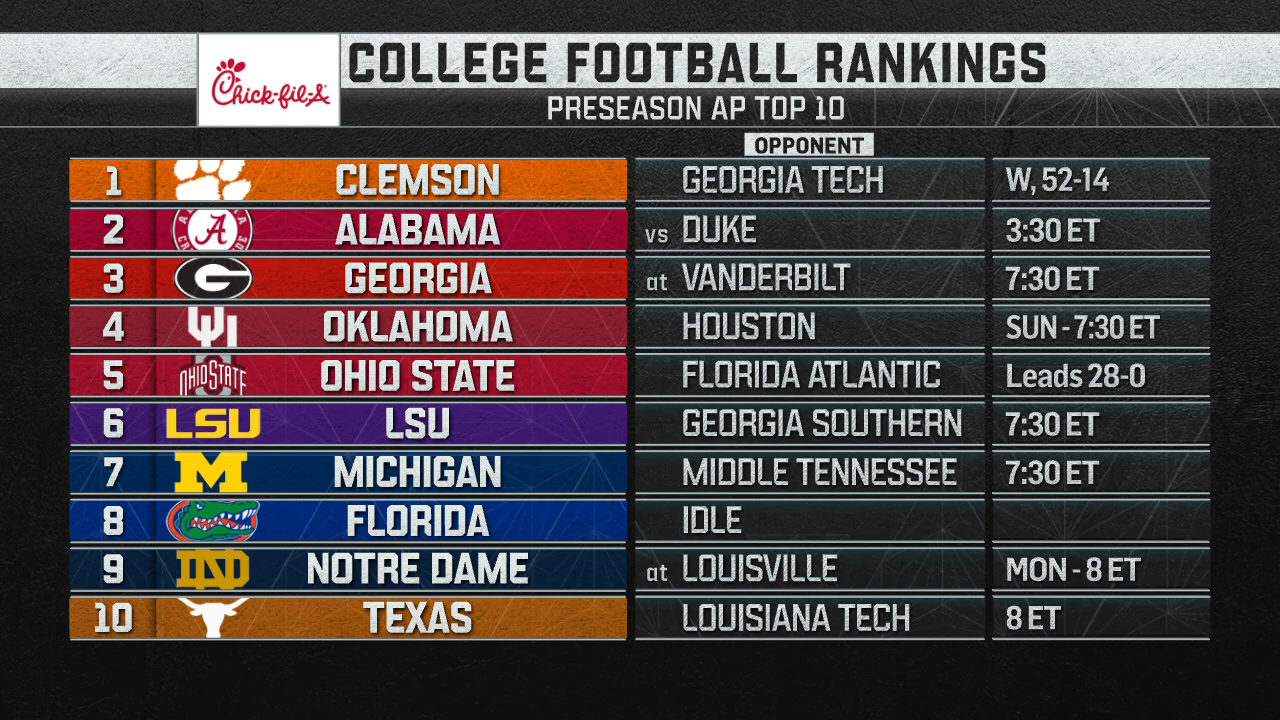 Chick-fil-A
COLLEGE FOOTBALL RANKINGS
PRESEASON AP TOP 10
OPPONENT
1 CLEMSON GEORGIA TECH W, 52-14
2 A ALABAMA vs DUKE 3:30 ET
3 G GEORGIA at VANDERBILT 7:30 ET
4 OU OKLAHOMA HOUSTON SUN - 7:30 ET
5 OHIO STATE OHIO STATE FLORIDA ATLANTIC Leads 28-0
6 LSU LSU GEORGIA SOUTHERN 7:30 ET
7 M MICHIGAN MIDDLE TENNESSEE 7:30 ET
8 FLORIDA IDLE
9 ND NOTRE DAME at LOUISVILLE MON - 8 ET
10 TEXAS LOUISIANA TECH 8 ET